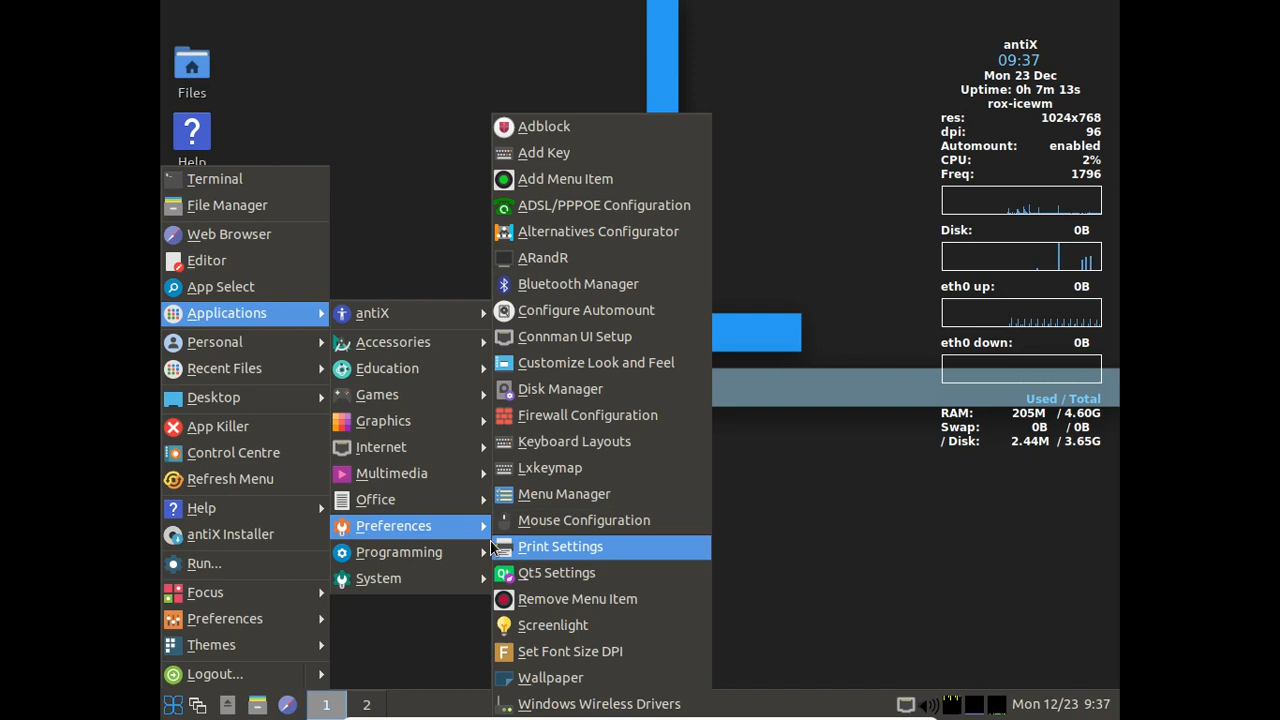 Files
Help
Terminal
File Manager
Web Browser
Editor
App Select
Applications
Personal
Recent Files
Desktop
App Killer
Control Centre
Refresh Menu
Help
antiX Installer
Run...
Focus
Preferences
Themes
Logout...
antiX
Accessories
Education
Games
Graphics
Internet
Multimedia
Office
Preferences
Programming
System
Adblock
Add Key
Add Menu Item
ADSL/PPPOE Configuration
Alternatives Configurator
ARandR
Bluetooth Manager
Configure Automount
Connman UI Setup
Customize Look and Feel
Disk Manager
Firewall Configuration
Keyboard Layouts
Lxkeymap
Menu Manager
Mouse Configuration
Print Settings
Qt5 Settings
Remove Menu Item
Screenlight
Set Font Size DPI
Wallpaper
Windows Wireless Drivers
antiX
09:37
Mon 23 Dec
Uptime: 0h 7m 13s
rox-icewm
res: 1024x768
dpi: 96
Automount: enabled
CPU: 2%
Freq: 1796
Disk: 0B
eth0 up: 0B
eth0 down: 0B
Used / Total
RAM: 205M / 4.60G
Swap: 0B / 0B
/ Disk: 2.44M / 3.65G
1 2
Mon 12/23 9:37